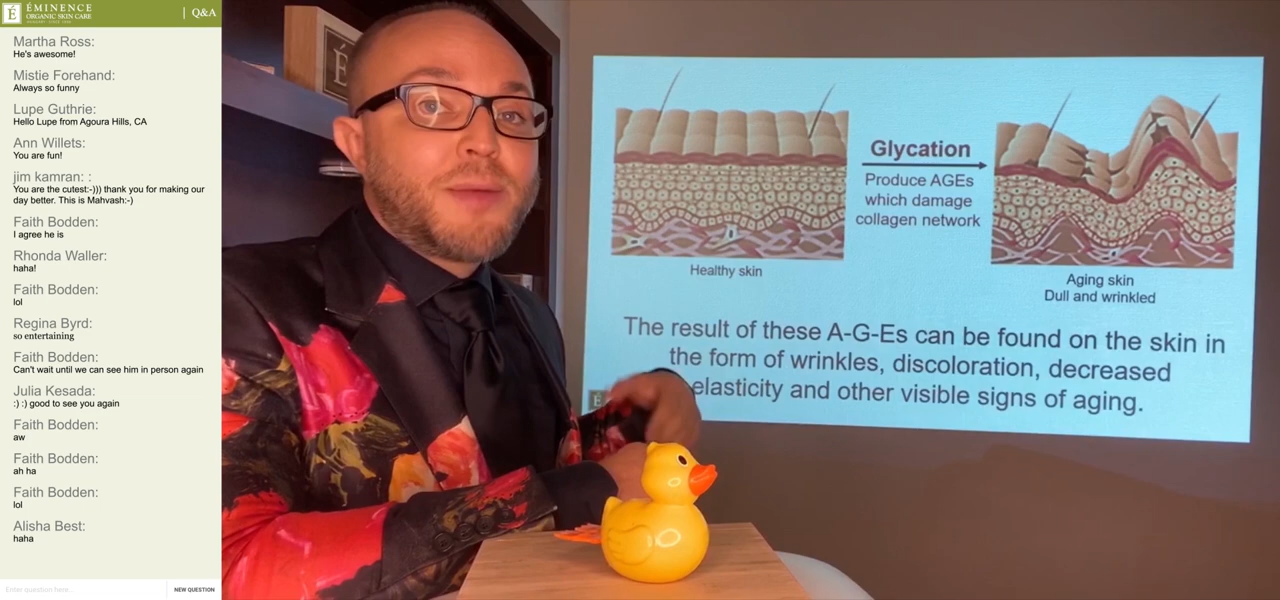 É
ÉMINENCE
ORGANIC SKIN CARE
HUNGARY SINCE 1958
| Q&A
Martha Ross:
He's awesome!
Mistie Forehand:
Always so funny
Lupe Guthrie:
Hello Lupe from Agoura Hills, CA
Ann Willets:
You are fun!
jim kamran: :
You are the cutest:-))) thank you for making our
day better. This is Mahvash:-)
Faith Bodden:
I agree he is
Rhonda Waller:
haha!
Faith Bodden:
lol
Regina Byrd:
so entertaining
Faith Bodden:
Can't wait until we can see him in person again
Julia Kesada:
:) :) good to see you again
Faith Bodden:
aw
Faith Bodden:
ah ha
Faith Bodden:
lol
Alisha Best:
haha
Enter question here...
NEW QUESTION
É
Glycation
Produce AGEs
which damage
collagen network
Healthy skin
Aging skin
Dull and wrinkled
The result of these A-G-Es can be found on the skin in
the form of wrinkles, discoloration, decreased
elasticity and other visible signs of aging.
É